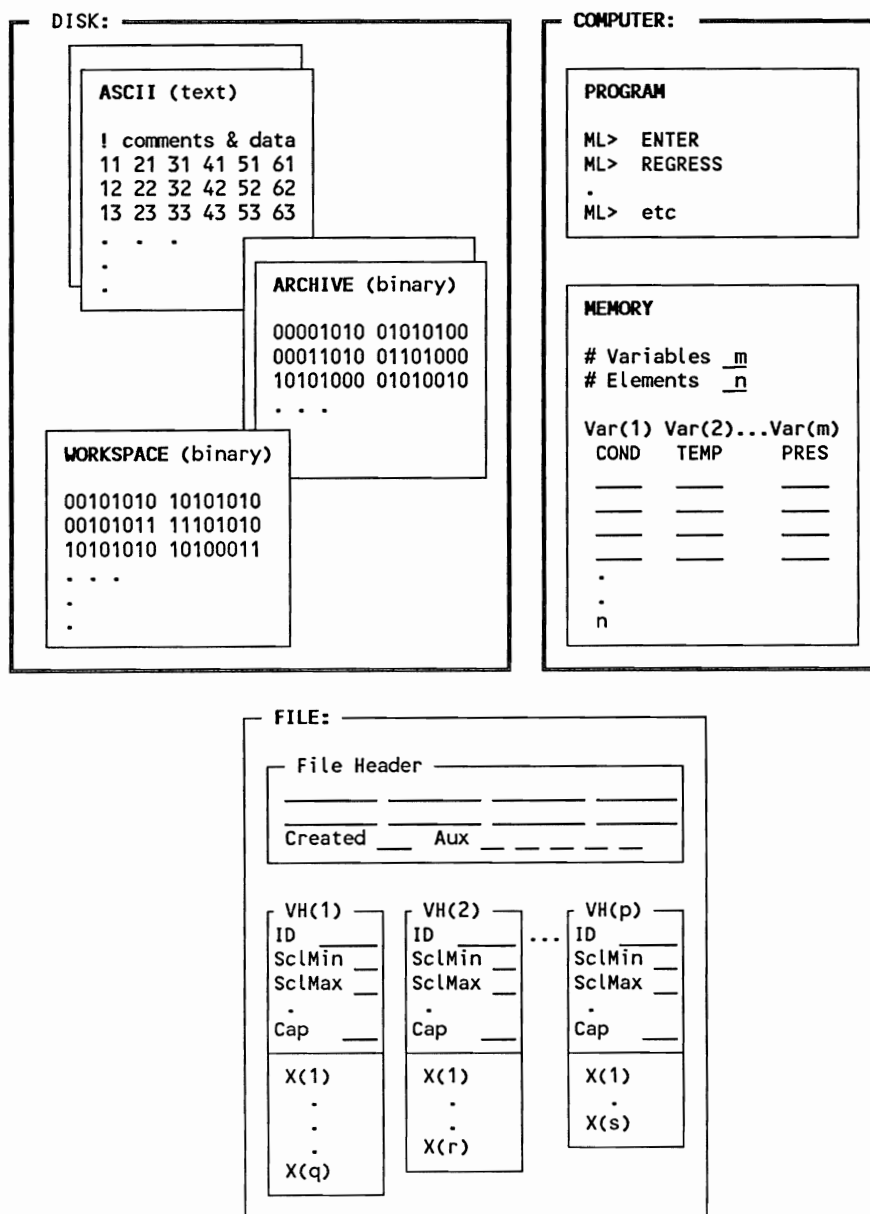 DISK:
ASCII (text)
! comments & data
11 21 31 41 51 61
12 22 32 42 52 62
13 23 33 43 53 63
. . .
.
.
ARCHIVE (binary)
00001010 01010100
00011010 01101000
10101000 01010010
. . .
WORKSPACE (binary)
00101010 10101010
00101011 11101010
10101010 10100011
. . .
.
.
COMPUTER:
PROGRAM
ML> ENTER
ML> REGRESS
.
ML> etc
MEMORY
# Variables _m
# Elements _n
Var(1) Var(2)...Var(m)
COND TEMP PRES
.
.
n
FILE:
File Header
Created ___ Aux _ _ _ _ _
VH(1) VH(2) ... VH(p)
ID ID ID
SclMin SclMin SclMin
SclMax SclMax SclMax
. . .
Cap Cap Cap
X(1) X(1) X(1)
. . .
. . X(s)
. X(r)
X(q)